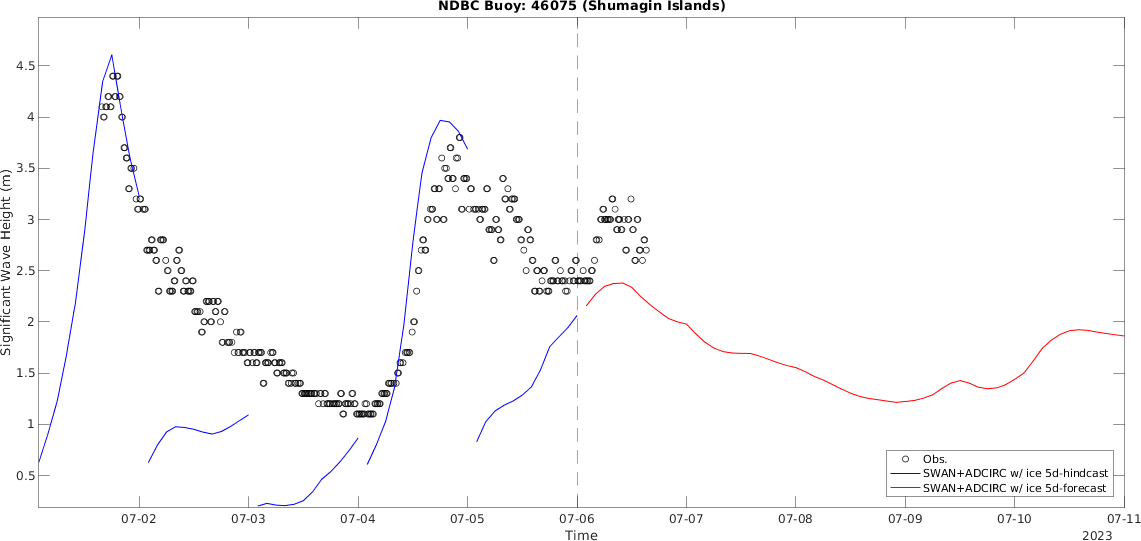 NDBC Buoy: 46075 (Shumagin Islands)
Significant Wave Height (m)
4.5
4
3.5
3
2.5
2
1.5
1
0.5
Obs.
SWAN+ADCIRC w/ ice 5d-hindcast
SWAN+ADCIRC w/ ice 5d-forecast
07-02 07-03 07-04 07-05 07-06 07-07 07-08 07-09 07-10 07-11
Time
2023